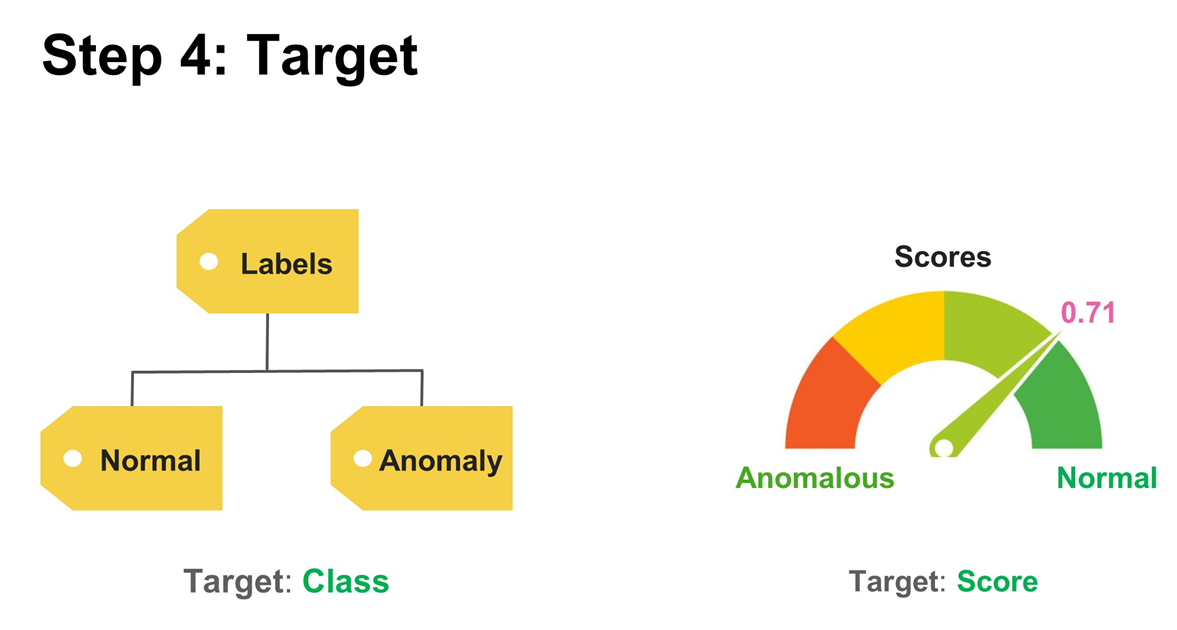 Step 4: Target
Labels
Normal
Anomaly
Target: Class
Scores
0.71
Anomalous
Normal
Target: Score